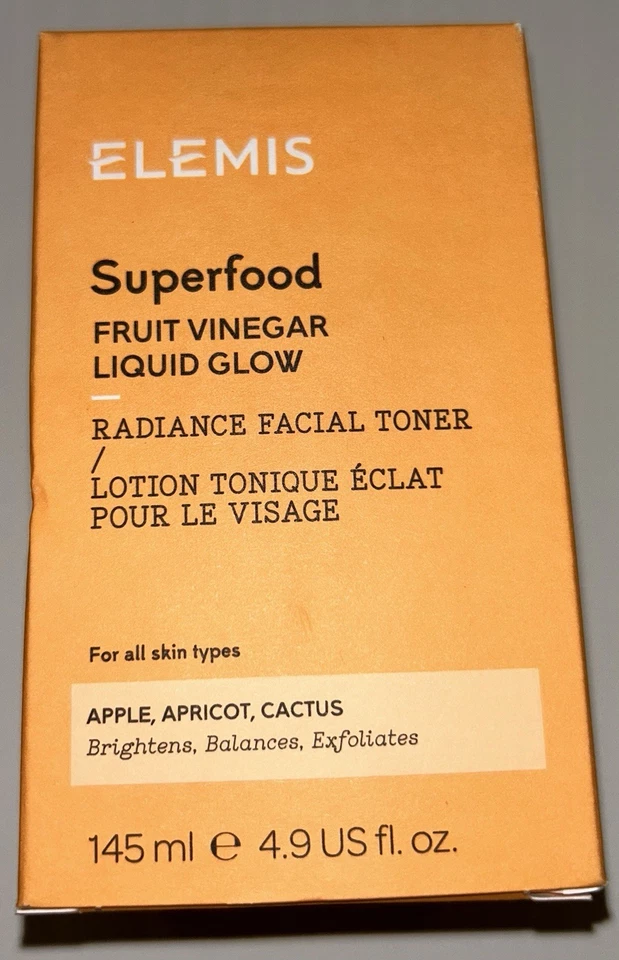 ELEMIS
Superfood
FRUIT VINEGAR
LIQUID GLOW
RADIANCE FACIAL TONER
/
LOTION TONIQUE ÉCLAT
POUR LE VISAGE
For all skin types
APPLE, APRICOT, CACTUS
Brightens, Balances, Exfoliates
145 ml ℮ 4.9 US fl. oz.